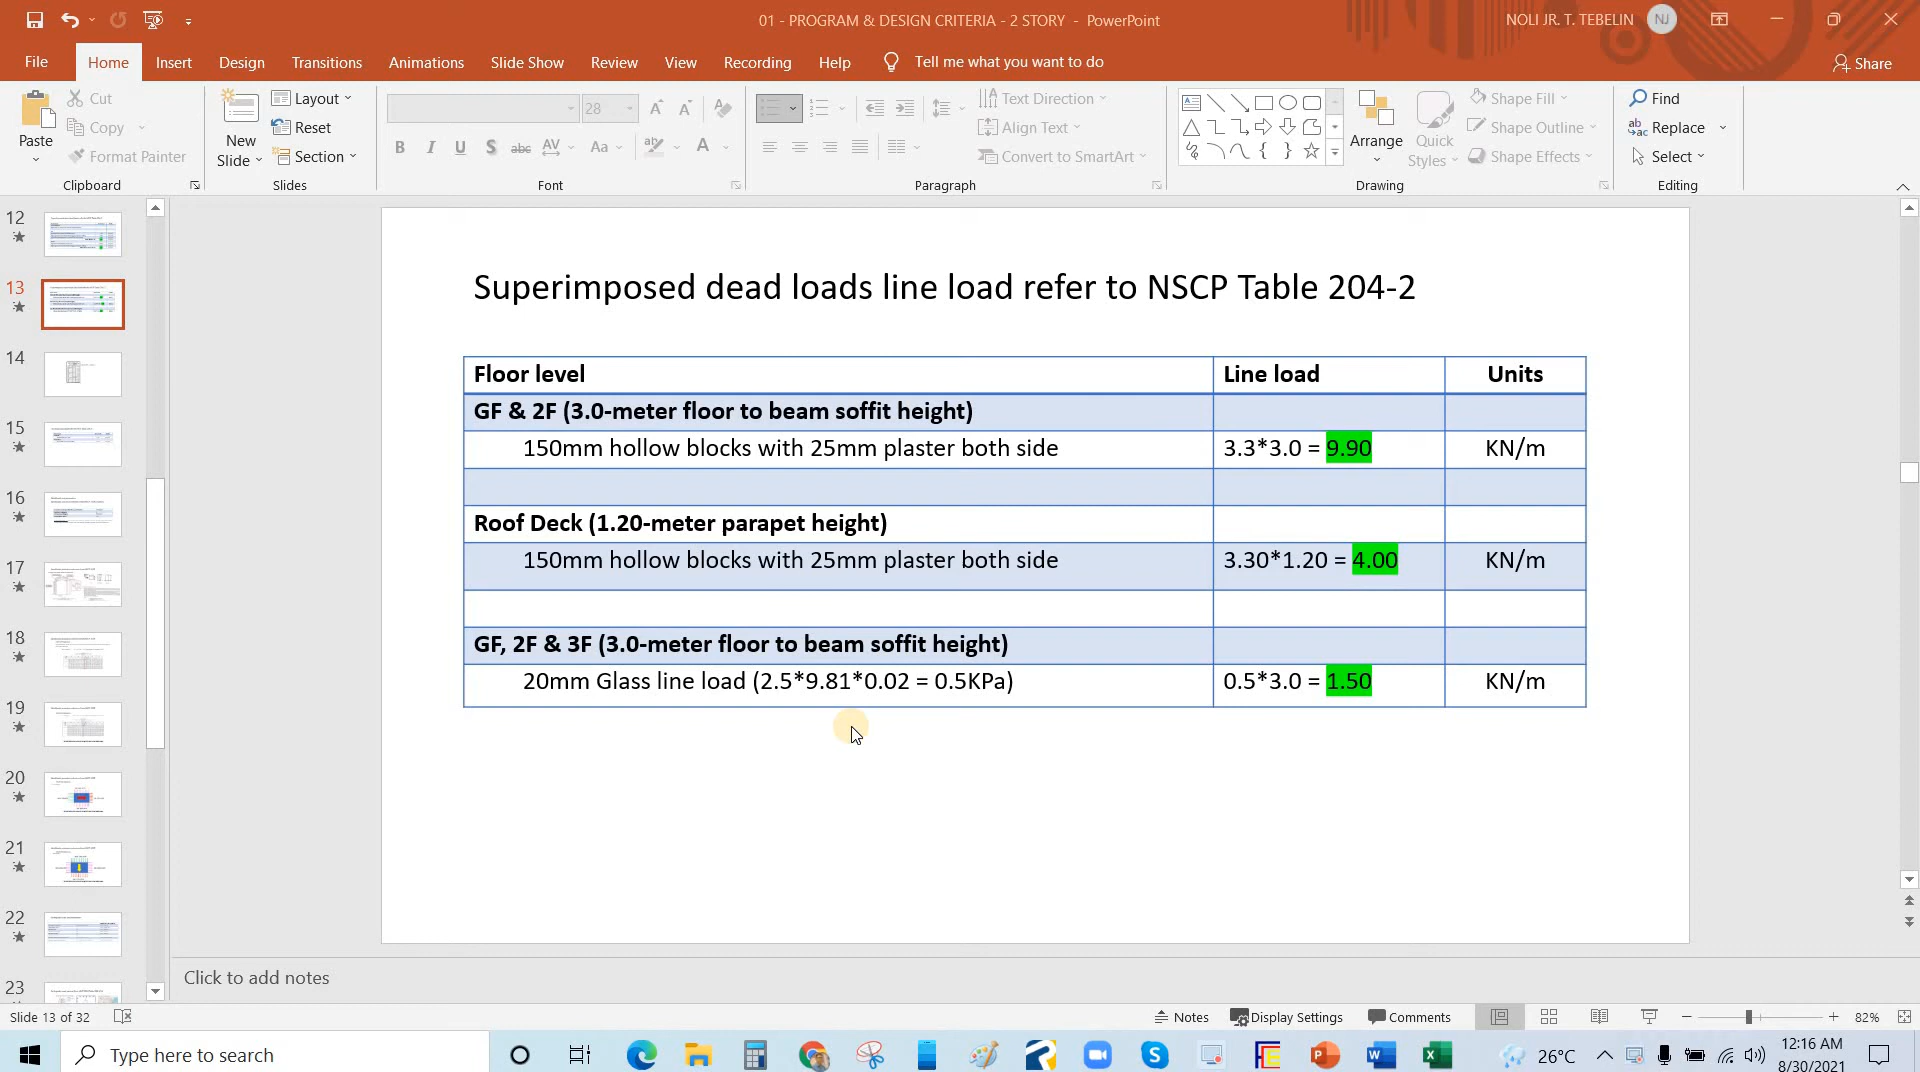 01 - PROGRAM & DESIGN CRITERIA - 2 STORY - PowerPoint
NOLI JR. T. TEBELIN
NJ
File Home Insert Design Transitions Animations Slide Show Review View Recording Help Tell me what you want to do
Share
Cut
Copy
Format Painter
Paste
Clipboard
New Slide
Layout
Reset
Section
Slides
28
B I U S abc AV Aa ab A
Font
Text Direction
Align Text
Convert to SmartArt
Paragraph
Arrange
Quick Styles
Shape Fill
Shape Outline
Shape Effects
Drawing
Find
Replace
Select
Editing
12
13
14
15
16
17
18
19
20
21
22
23
Superimposed dead loads line load refer to NSCP Table 204-2
Floor level Line load Units
GF & 2F (3.0-meter floor to beam soffit height)
150mm hollow blocks with 25mm plaster both side 3.3*3.0 = 9.90 KN/m
Roof Deck (1.20-meter parapet height)
150mm hollow blocks with 25mm plaster both side 3.30*1.20 = 4.00 KN/m
GF, 2F & 3F (3.0-meter floor to beam soffit height)
20mm Glass line load (2.5*9.81*0.02 = 0.5KPa) 0.5*3.0 = 1.50 KN/m
Click to add notes
Slide 13 of 32
Notes Display Settings Comments 82%
Type here to search
26°C
12:16 AM
8/30/2021